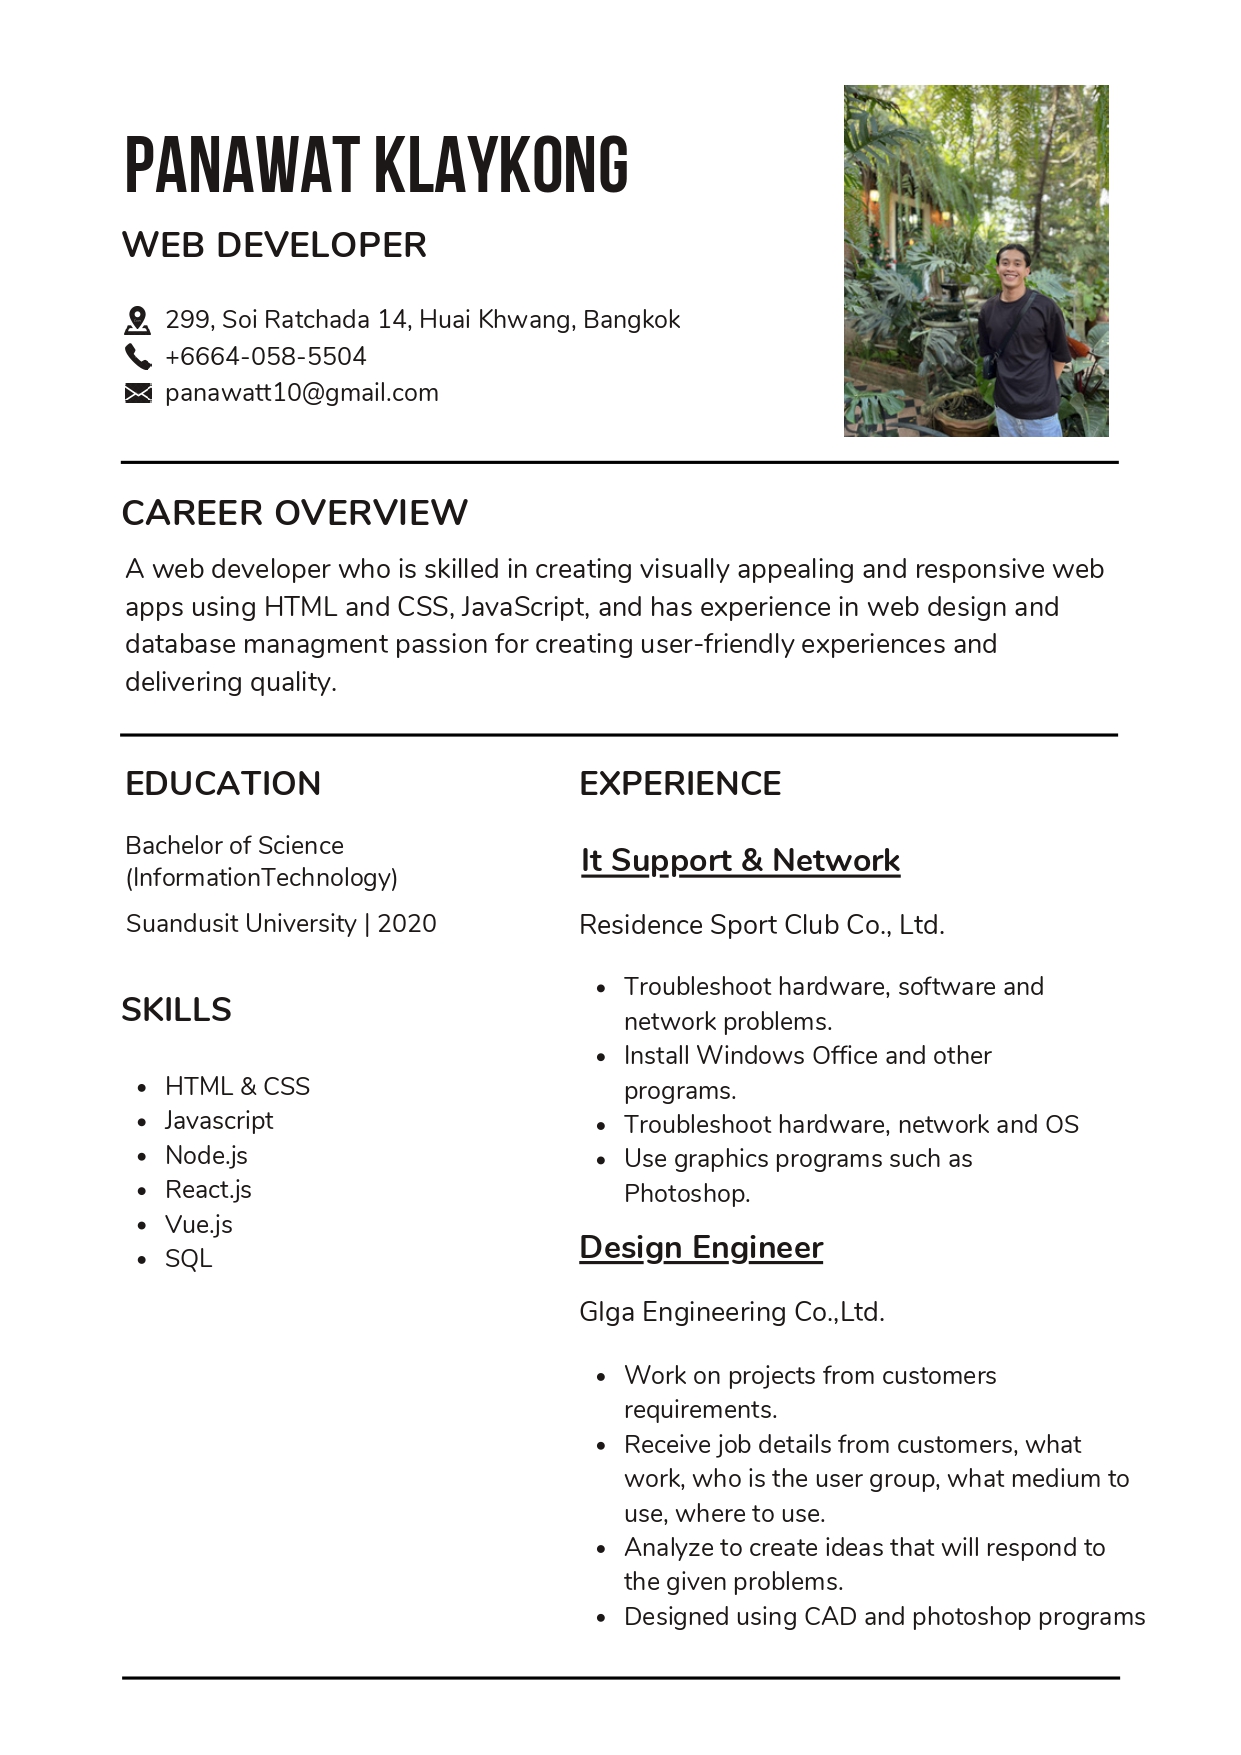 PANAWAT KLAYKONG
WEB DEVELOPER
299, Soi Ratchada 14, Huai Khwang, Bangkok
+6664-058-5504
panawatt10@gmail.com
CAREER OVERVIEW
A web developer who is skilled in creating visually appealing and responsive web
apps using HTML and CSS, JavaScript, and has experience in web design and
database managment passion for creating user-friendly experiences and
delivering quality.
EDUCATION
Bachelor of Science
(InformationTechnology)
Suandusit University | 2020
SKILLS
• HTML & CSS
• Javascript
• Node.js
• React.js
• Vue.js
• SQL
EXPERIENCE
It Support & Network
Residence Sport Club Co., Ltd.
• Troubleshoot hardware, software and
network problems.
• Install Windows Office and other
programs.
• Troubleshoot hardware, network and OS
• Use graphics programs such as
Photoshop.
Design Engineer
GIga Engineering Co.,Ltd.
• Work on projects from customers
requirements.
• Receive job details from customers, what
work, who is the user group, what medium to
use, where to use.
• Analyze to create ideas that will respond to
the given problems.
• Designed using CAD and photoshop programs